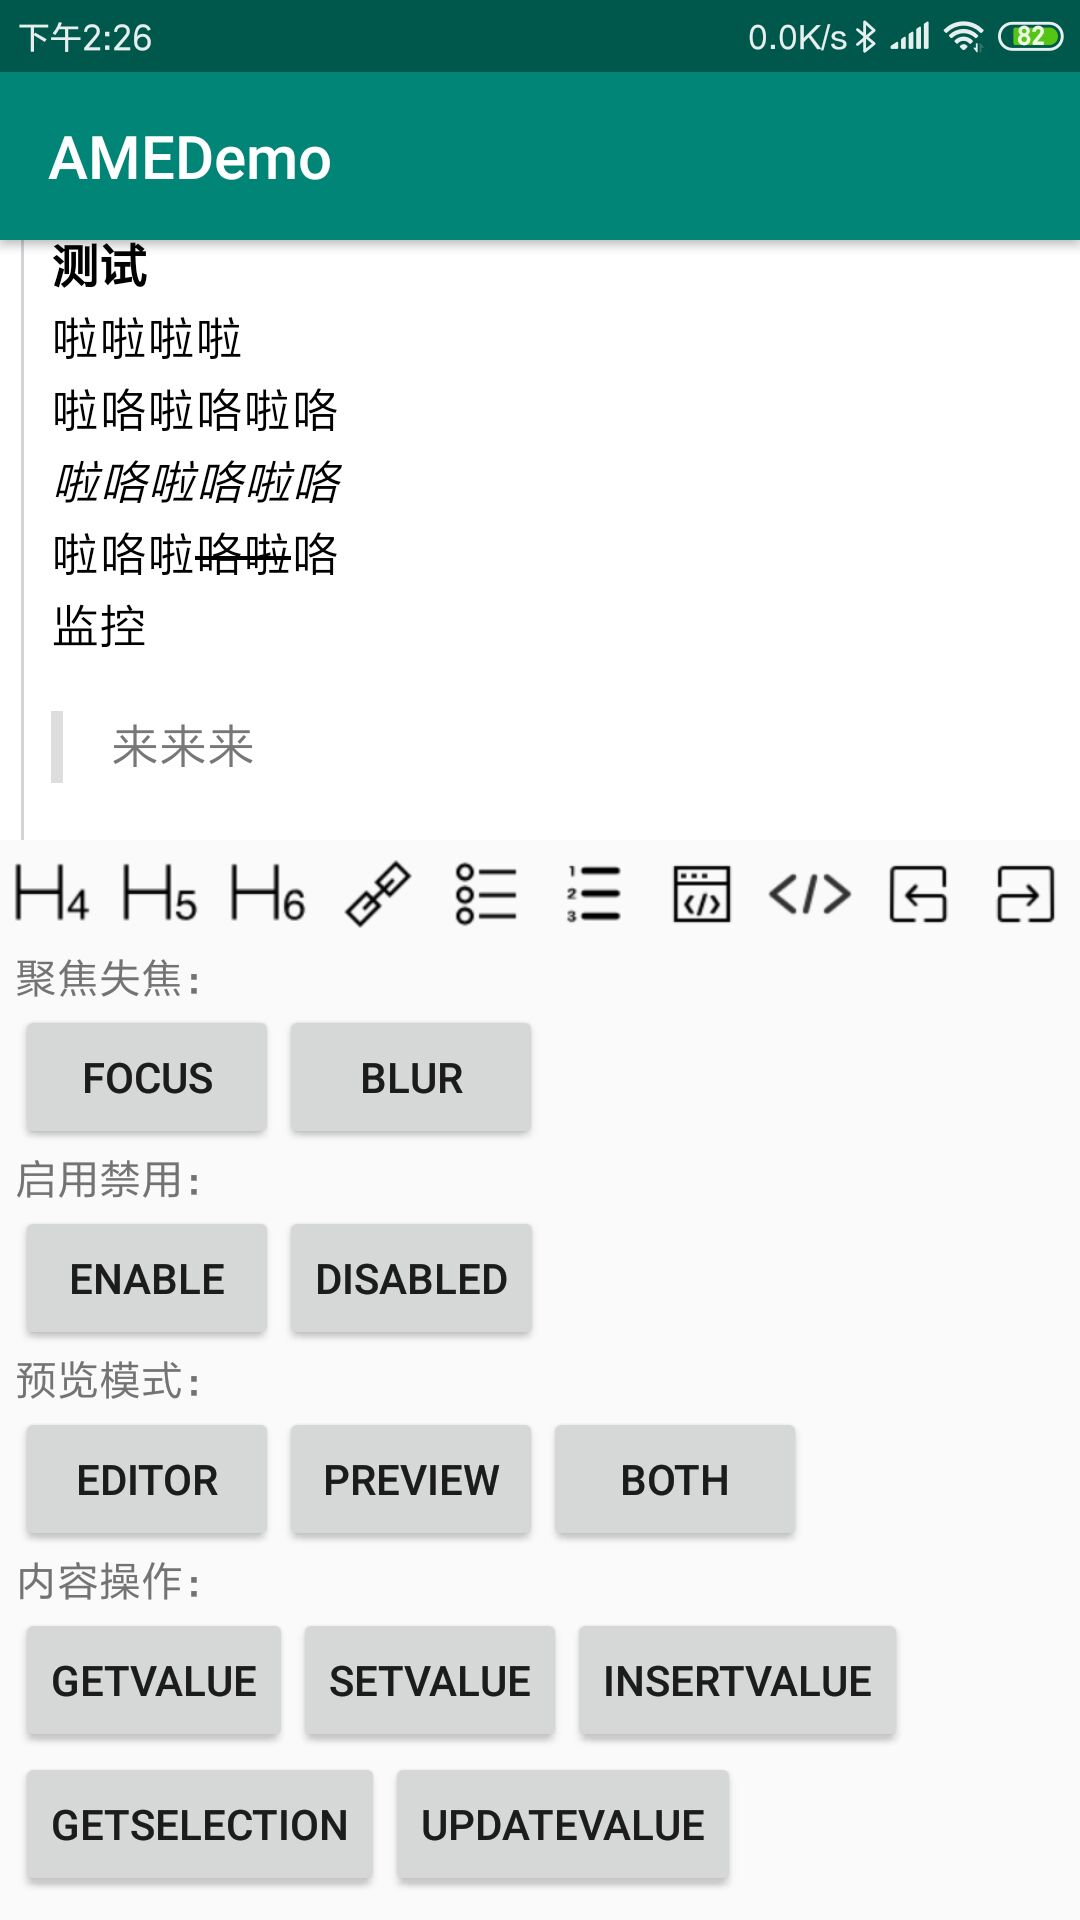 下午2:26 0.0K/s 82
AMEDemo
测试
啦啦啦啦
啦咯啦咯啦咯
啦咯啦咯啦咯
啦咯啦咯啦咯
监控
来来来
H4 H5 H6 1 2 3 </> </>
聚焦失焦：
FOCUS BLUR
启用禁用：
ENABLE DISABLED
预览模式：
EDITOR PREVIEW BOTH
内容操作：
GETVALUE SETVALUE INSERTVALUE
GETSELECTION UPDATEVALUE